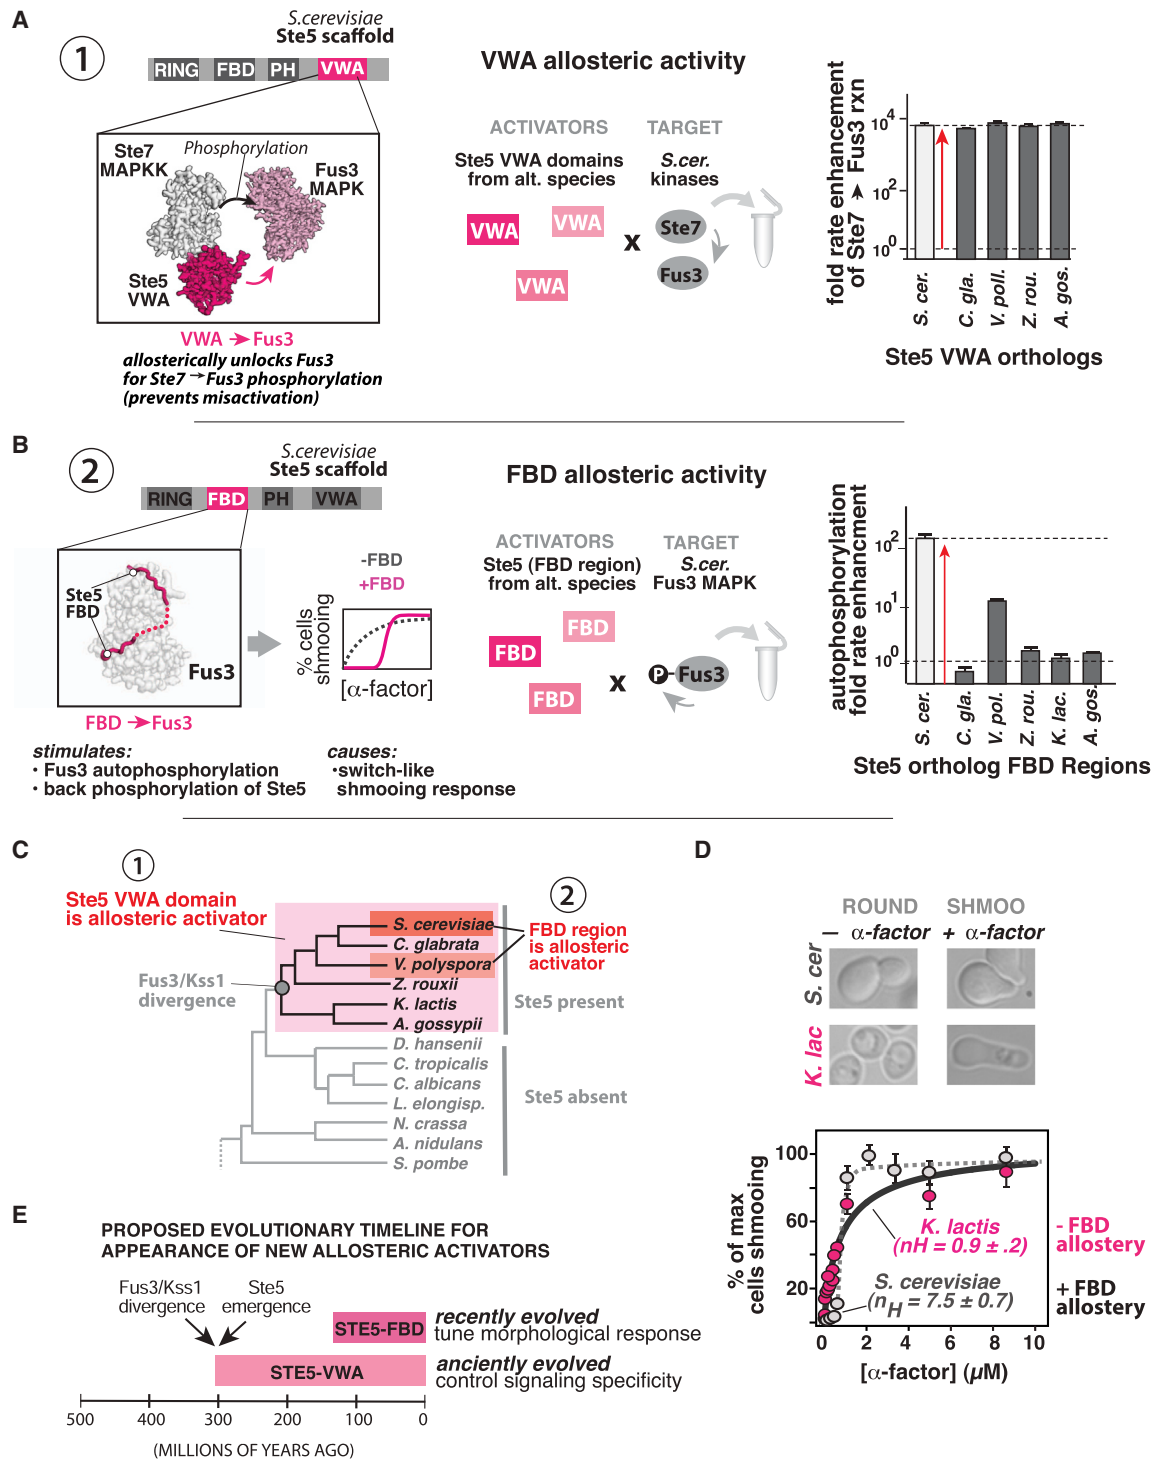 A
1
S.cerevisiae
Ste5 scaffold
RING FBD PH VWA
Ste7
MAPKK
Phosphorylation
Fus3
MAPK
Ste5
VWA
VWA → Fus3
allosterically unlocks Fus3
for Ste7 → Fus3 phosphorylation
(prevents misactivation)
VWA allosteric activity
ACTIVATORS
TARGET
Ste5 VWA domains
from alt. species
S.cer.
kinases
VWA
VWA
VWA
x
Ste7
Fus3
fold rate enhancement
of Ste7 ➤ Fus3 rxn
10^4
10^2
10^0
S. cer.
C. gla.
V. poll.
Z. rou.
A. gos.
Ste5 VWA orthologs
B
2
S.cerevisiae
Ste5 scaffold
RING FBD PH VWA
Ste5
FBD
Fus3
FBD → Fus3
-FBD
+FBD
% cells
shmooing
[α-factor]
stimulates:
· Fus3 autophosphorylation
· back phosphorylation of Ste5
causes:
·switch-like
shmooing response
FBD allosteric activity
ACTIVATORS
TARGET
Ste5 (FBD region)
from alt. species
S.cer.
Fus3 MAPK
FBD
FBD
FBD
x
P
Fus3
autophosphorylation
fold rate enhancment
10^2
10^1
10^0
S. cer.
C. gla.
V. pol.
Z. rou.
K. lac.
A. gos.
Ste5 ortholog FBD Regions
C
1
Ste5 VWA domain
is allosteric activator
2
FBD region
is allosteric
activator
Fus3/Kss1
divergence
S. cerevisiae
C. glabrata
V. polyspora
Z. rouxii
K. lactis
A. gossypii
D. hansenii
C. tropicalis
C. albicans
L. elongisp.
N. crassa
A. nidulans
S. pombe
Ste5 present
Ste5 absent
D
ROUND
SHMOO
– α-factor
+ α-factor
S. cer
K. lac
% of max
cells shmooing
100
60
20
K. lactis
(nH = 0.9 ± .2)
S. cerevisiae
(n_H = 7.5 ± 0.7)
- FBD
allostery
+ FBD
allostery
0 2 4 6 8 10
[α-factor] (µM)
E
PROPOSED EVOLUTIONARY TIMELINE FOR
APPEARANCE OF NEW ALLOSTERIC ACTIVATORS
Fus3/Kss1
divergence
Ste5
emergence
STE5-FBD
recently evolved
tune morphological response
STE5-VWA
anciently evolved
control signaling specificity
500 400 300 200 100 0
(MILLIONS OF YEARS AGO)